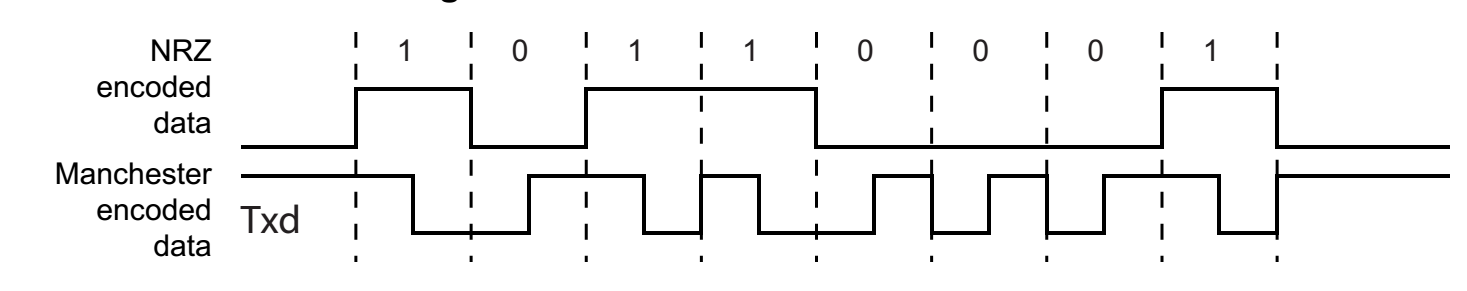 NRZ
encoded
data
1 0 1 1 0 0 0 1
Manchester
encoded
data
Txd